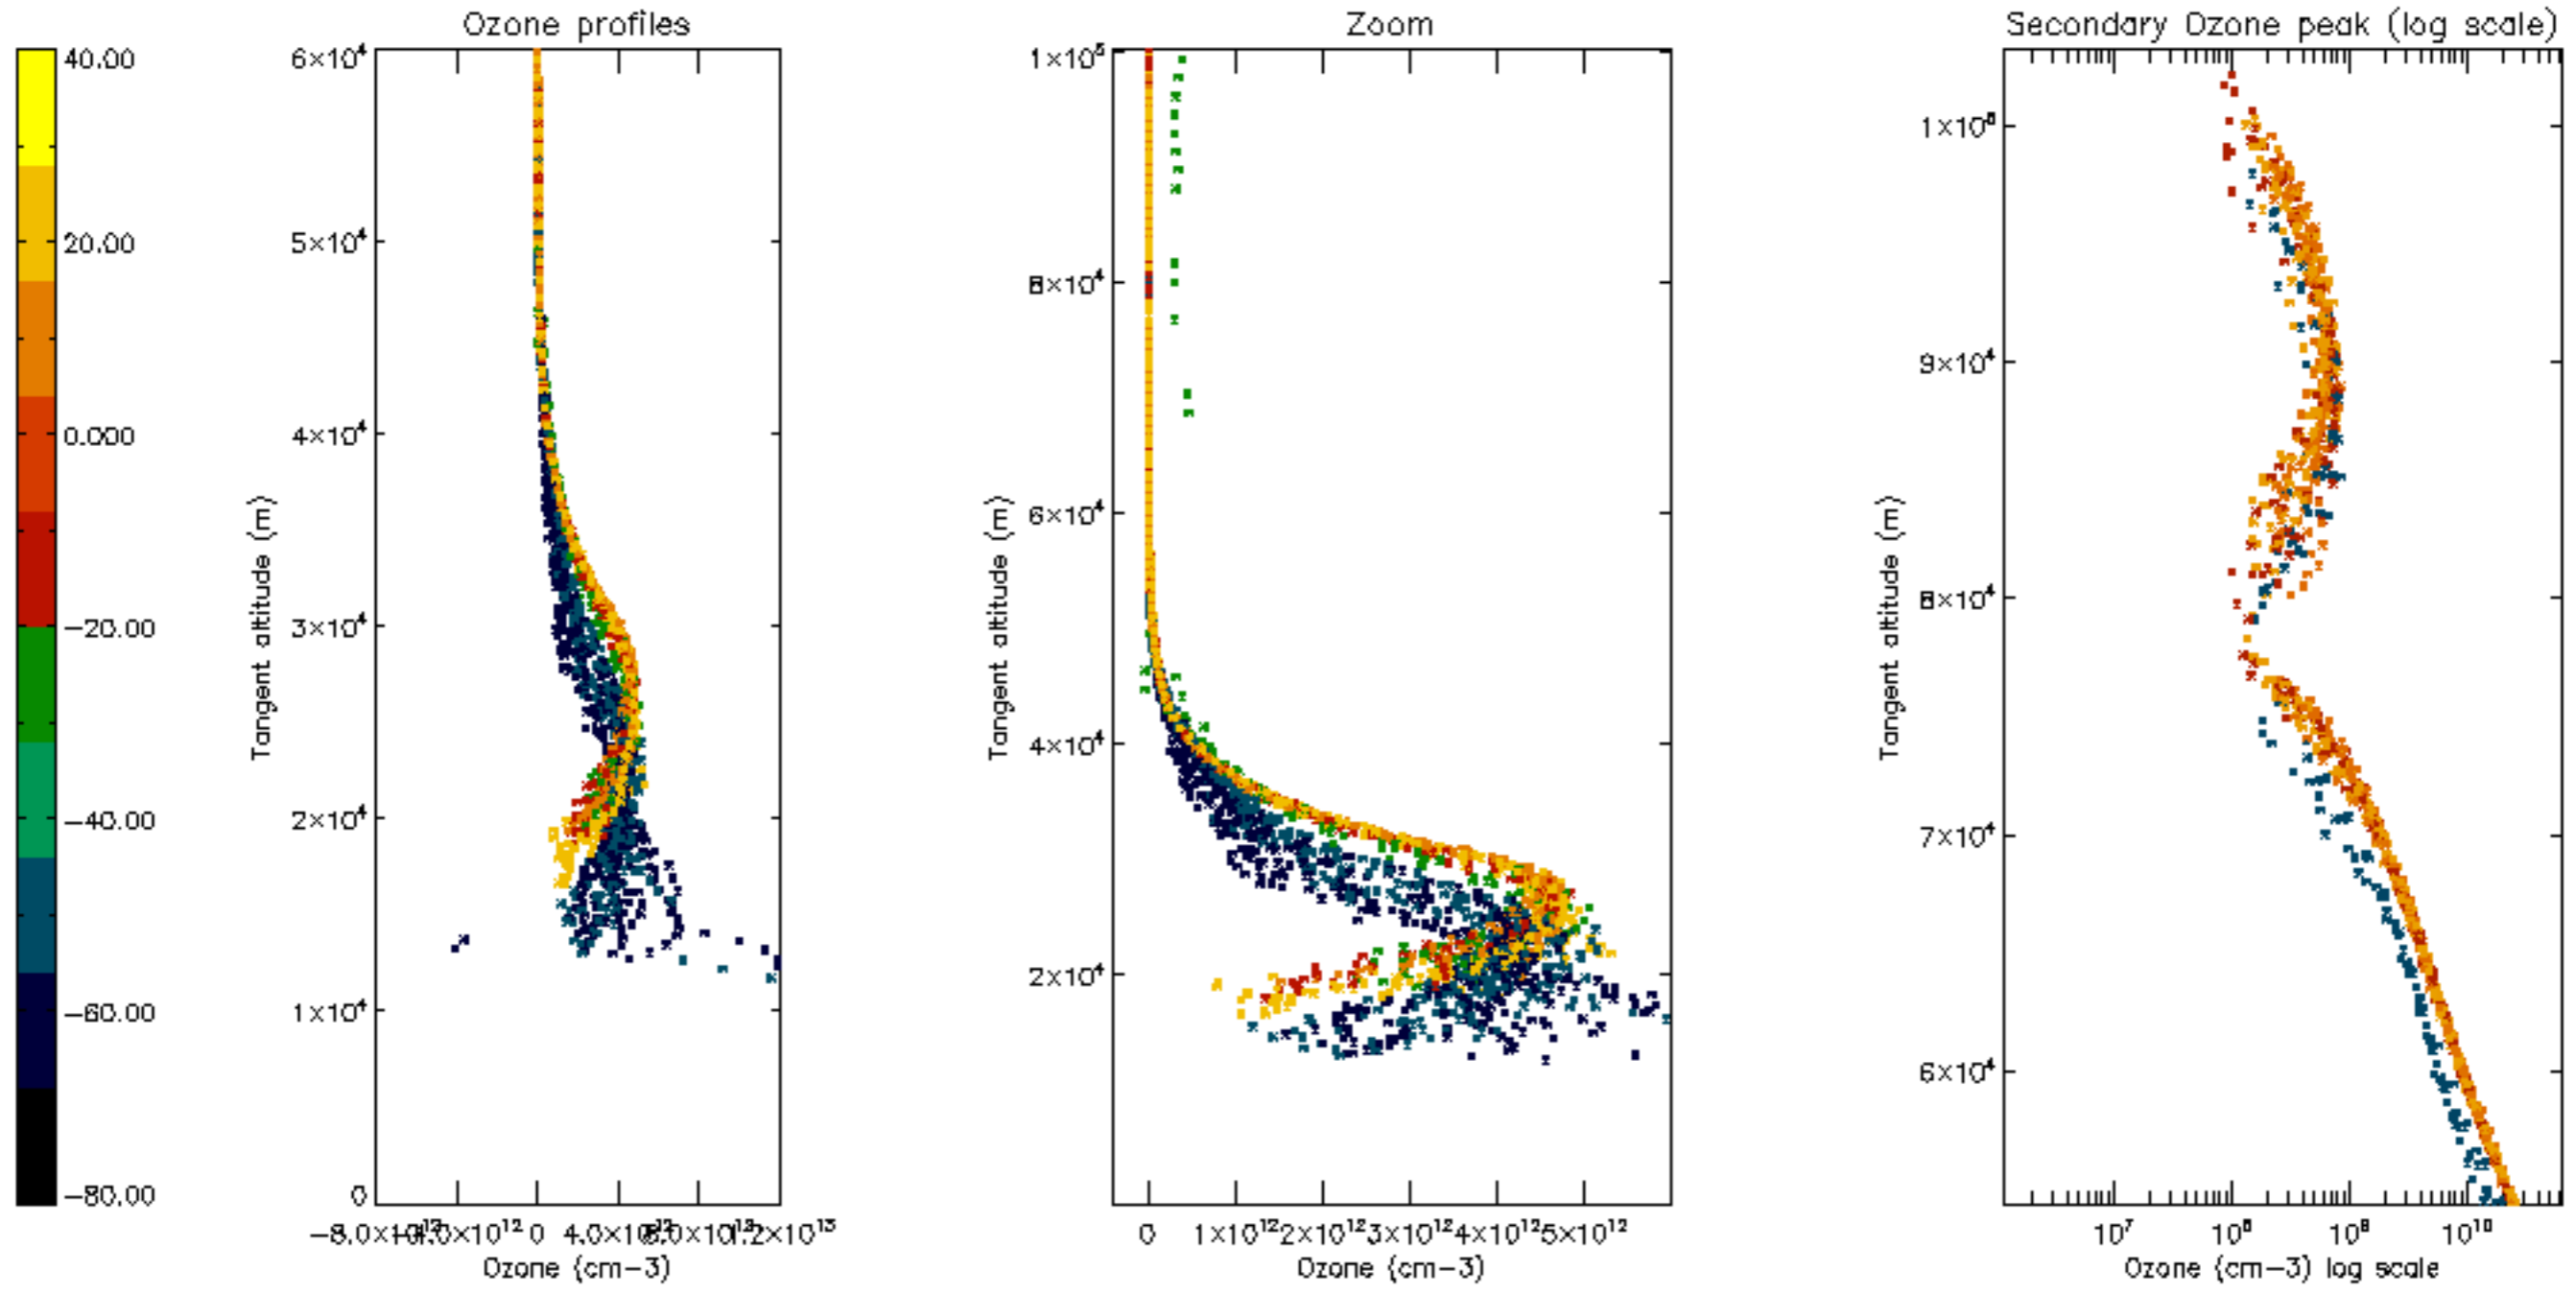 Ozone profiles
Zoom
Secondary Ozone peak (log scale)
40.00
20.00
0.000
−20.00
−40.00
−60.00
−80.00
6×10⁴
5×10⁴
4×10⁴
3×10⁴
2×10⁴
1×10⁴
0
Tangent altitude (m)
0
Ozone (cm−3)
1×10⁵
8×10⁴
6×10⁴
4×10⁴
2×10⁴
Tangent altitude (m)
0 1×10¹² 2×10¹² 3×10¹² 4×10¹² 5×10¹²
Ozone (cm−3)
1×10⁵
9×10⁴
8×10⁴
7×10⁴
6×10⁴
Tangent altitude (m)
10⁷ 10⁸ 10⁹ 10¹⁰
Ozone (cm−3) log scale